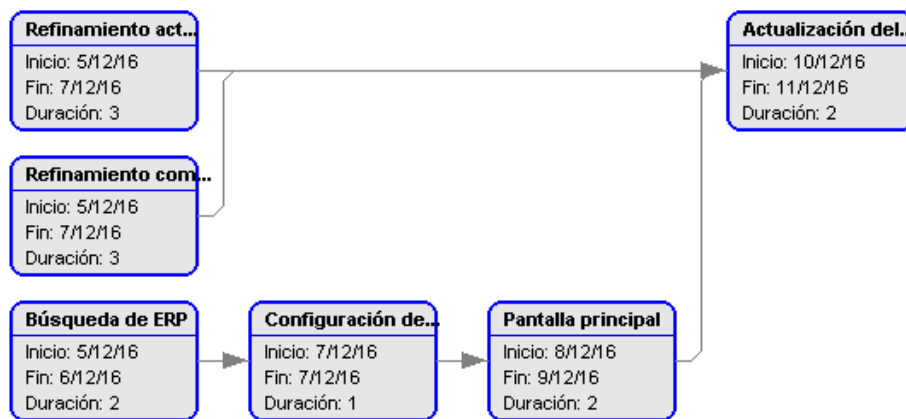 Refinamiento act...
Inicio: 5/12/16
Fin: 7/12/16
Duración: 3
Actualización del...
Inicio: 10/12/16
Fin: 11/12/16
Duración: 2
Refinamiento com...
Inicio: 5/12/16
Fin: 7/12/16
Duración: 3
Búsqueda de ERP
Inicio: 5/12/16
Fin: 6/12/16
Duración: 2
Configuración de...
Inicio: 7/12/16
Fin: 7/12/16
Duración: 1
Pantalla principal
Inicio: 8/12/16
Fin: 9/12/16
Duración: 2